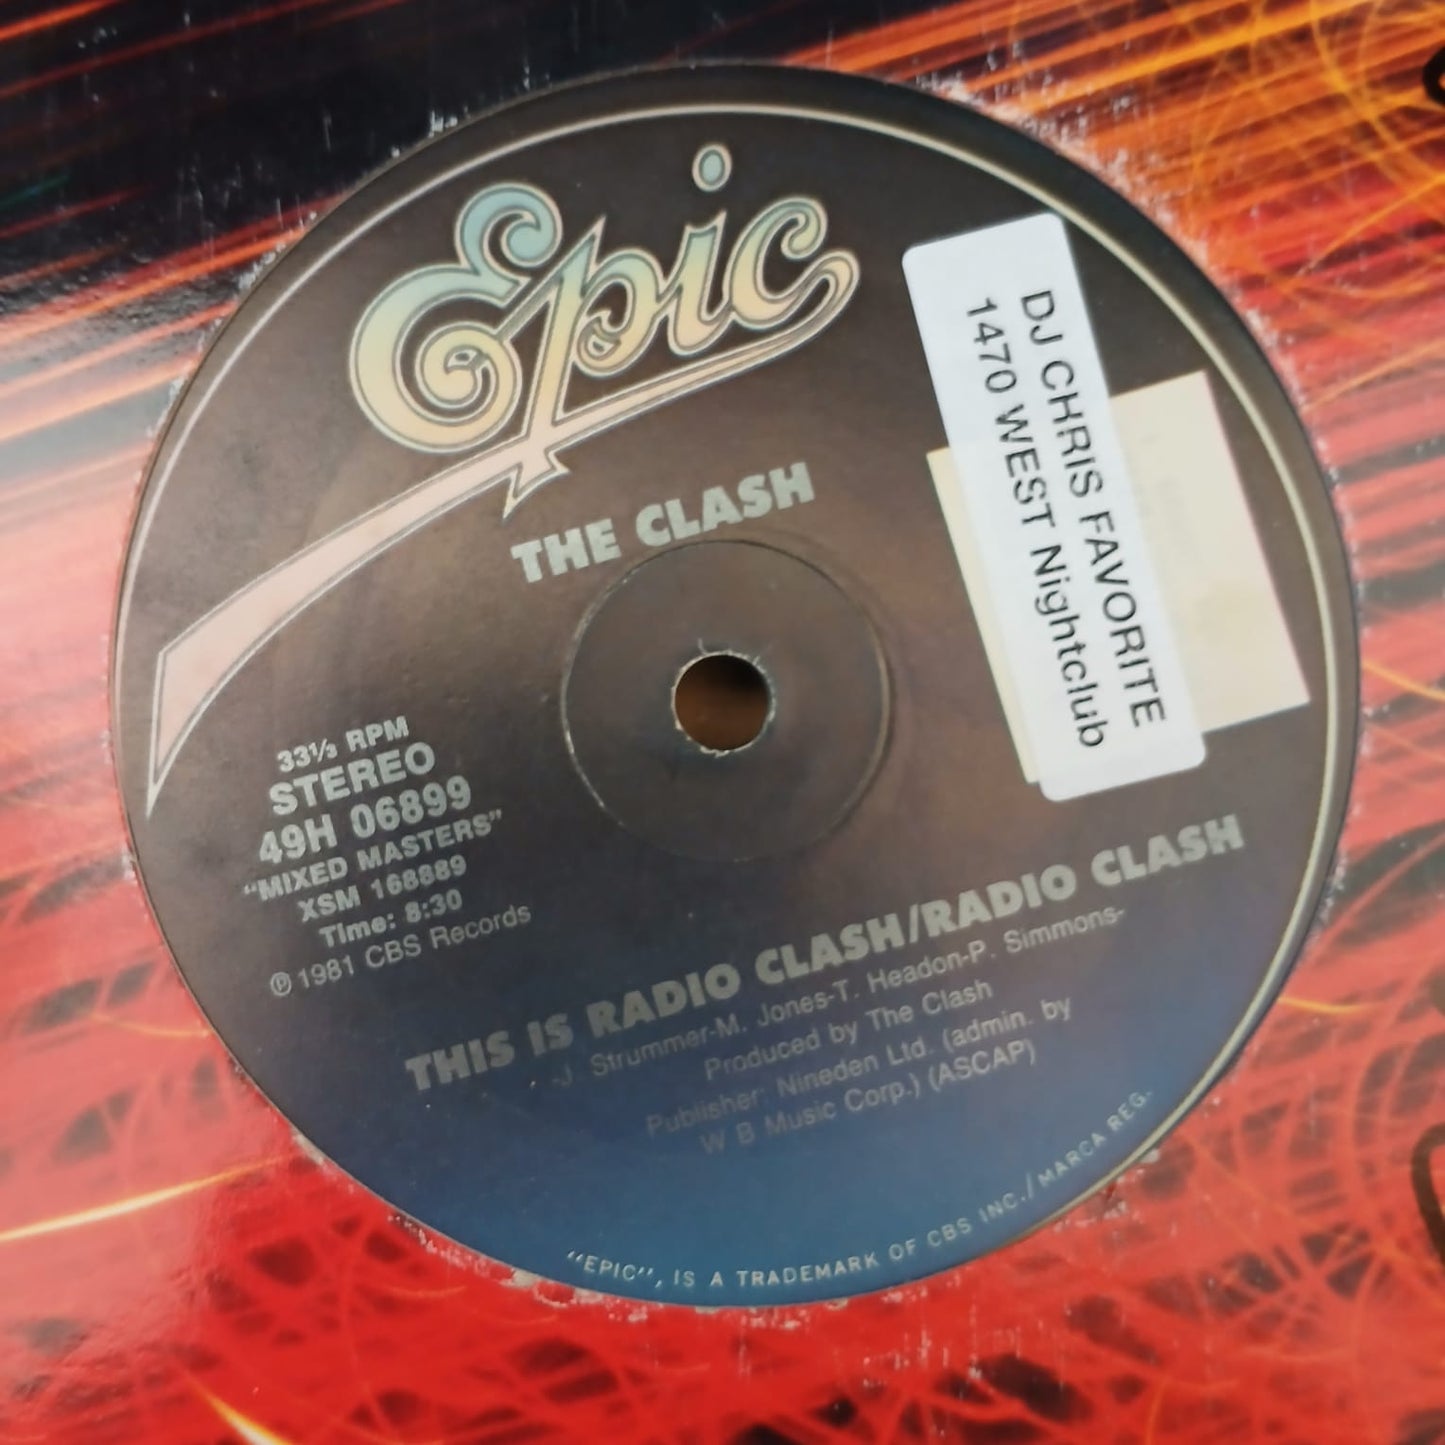 Epic
THE CLASH
DJ CHRIS FAVORITE
1470 WEST Nightclub
33⅓ RPM
STEREO
49H 06899
"MIXED MASTERS"
XSM 168889
Time: 8:30
℗ 1981 CBS Records
THIS IS RADIO CLASH/RADIO CLASH
-J. Strummer-M. Jones-T. Headon-P. Simmons-
Produced by The Clash
Publisher: Nineden Ltd. (admin. by
W B Music Corp.) (ASCAP)
"EPIC", IS A TRADEMARK OF CBS INC./MARCA REG.